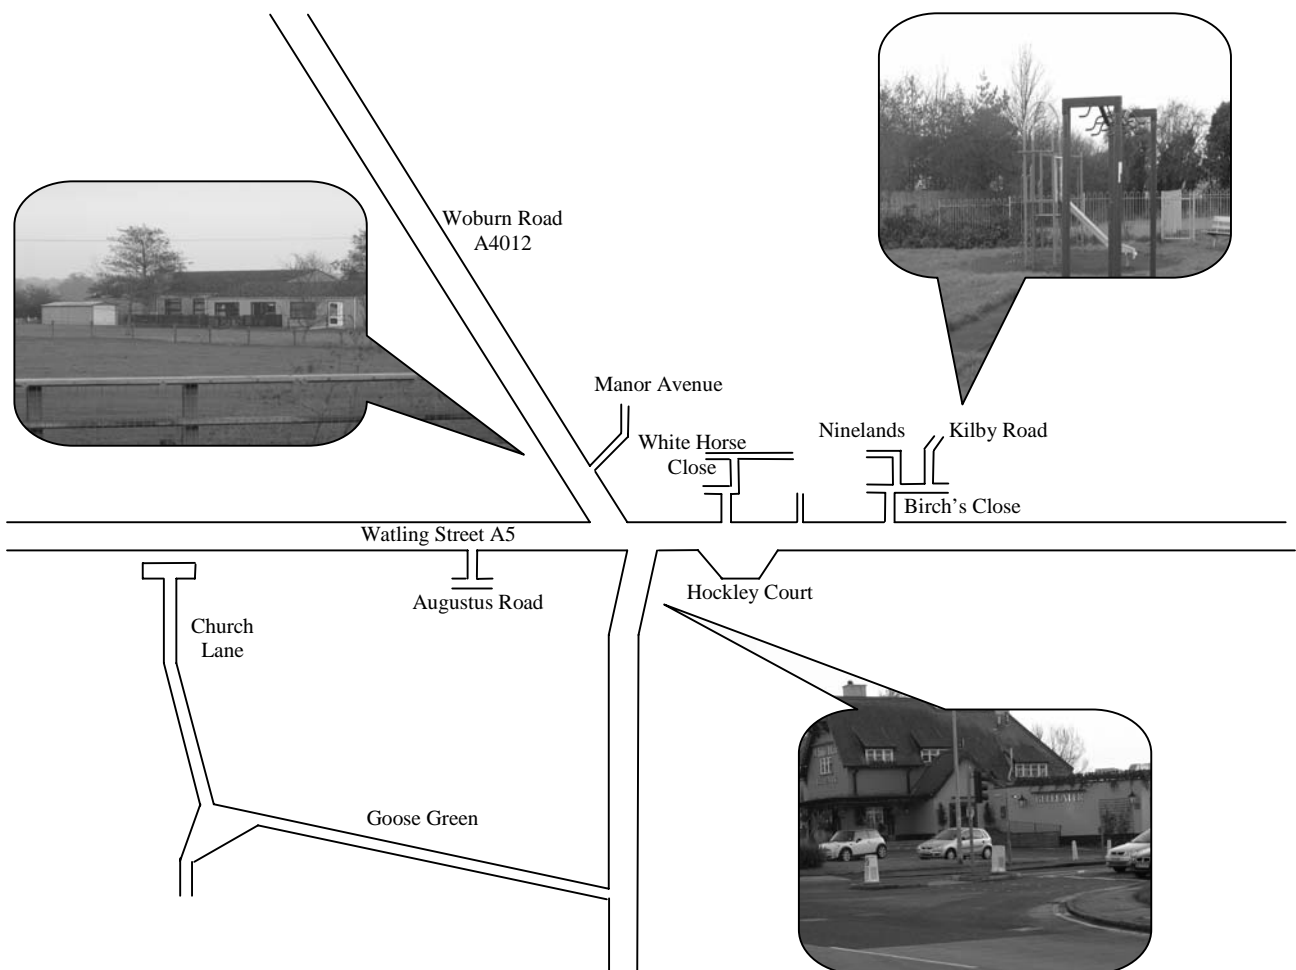 Woburn Road
A4012
Manor Avenue
White Horse
Close
Ninelands
Kilby Road
Birch's Close
Watling Street A5
Augustus Road
Hockley Court
Church
Lane
Goose Green